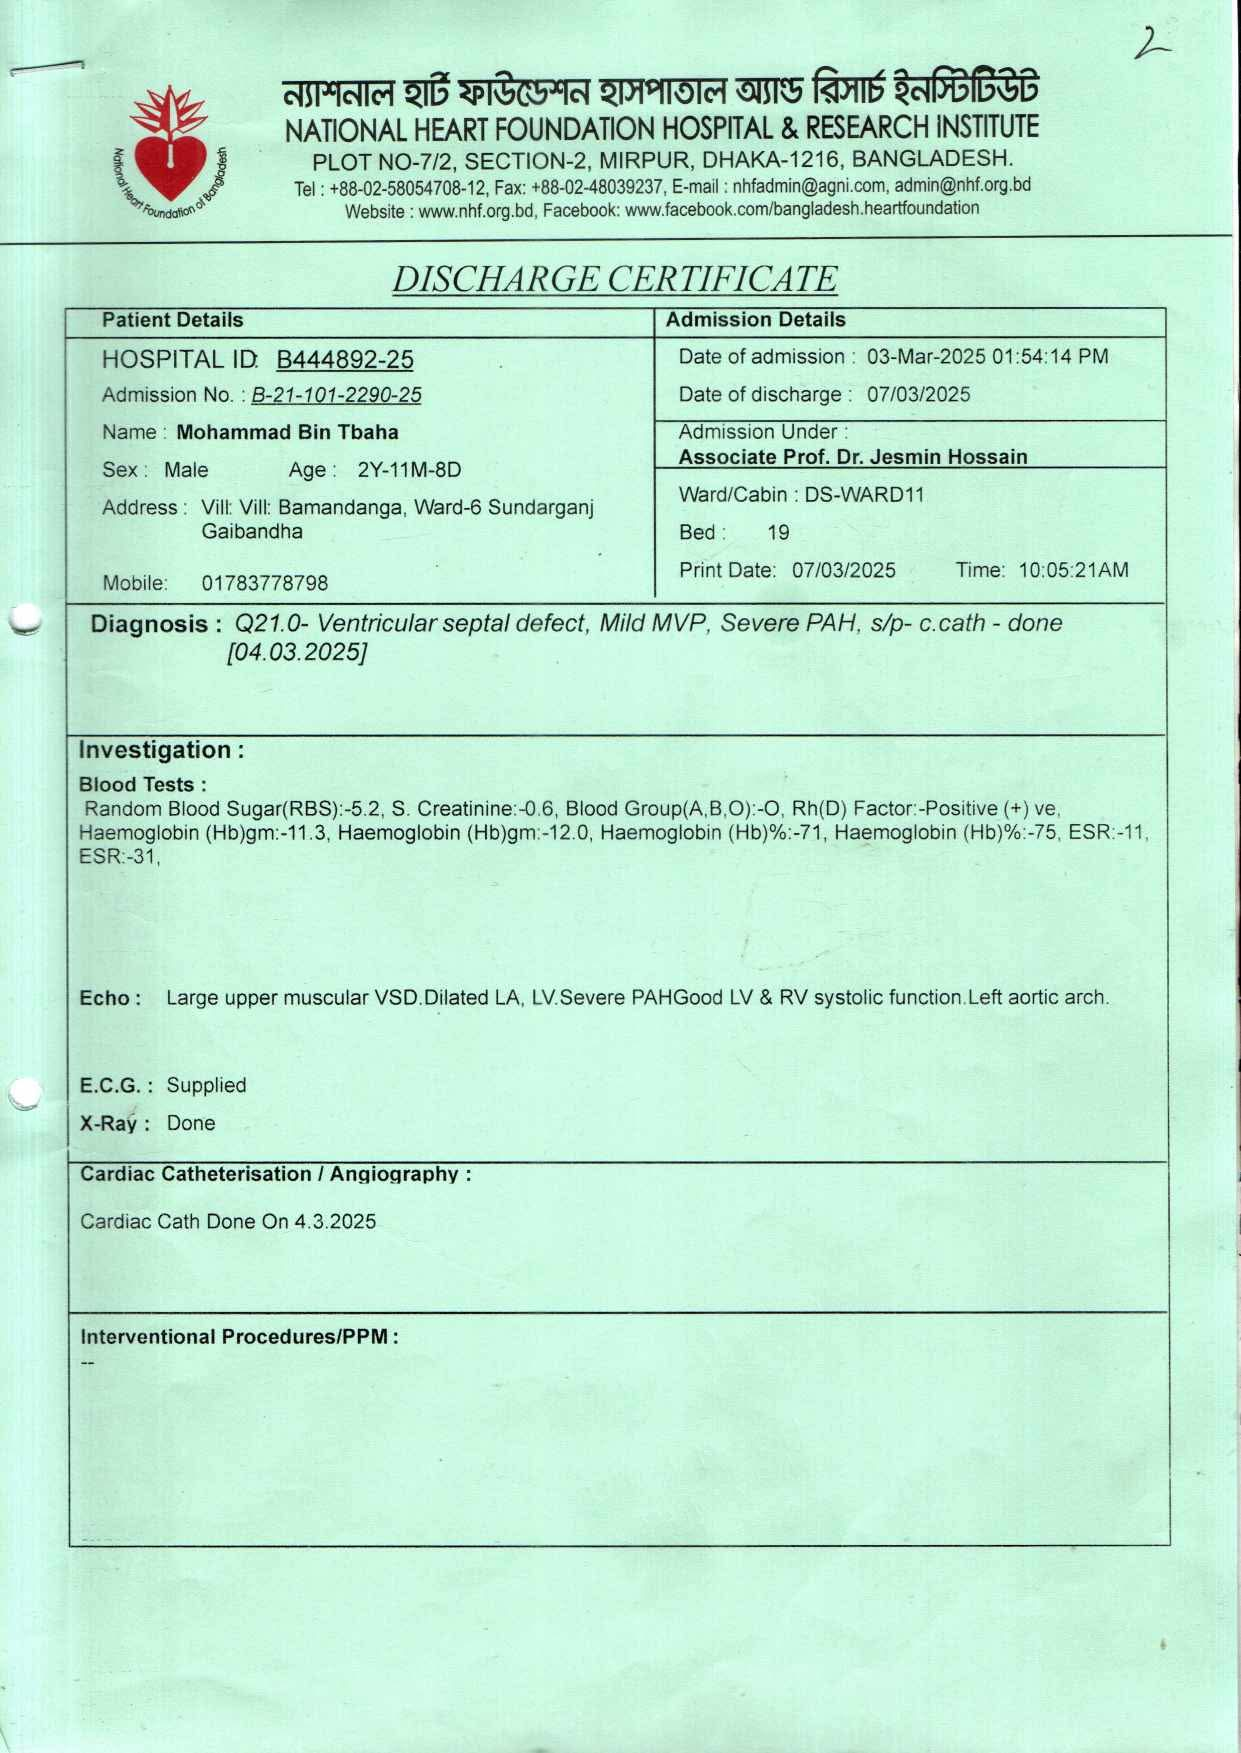 2
ন্যাশনাল হার্ট ফাউন্ডেশন হাসপাতাল অ্যান্ড রিসার্চ ইনস্টিটিউট
NATIONAL HEART FOUNDATION HOSPITAL & RESEARCH INSTITUTE
PLOT NO-7/2, SECTION-2, MIRPUR, DHAKA-1216, BANGLADESH.
Tel : +88-02-58054708-12, Fax: +88-02-48039237, E-mail : nhfadmin@agni.com, admin@nhf.org.bd
Website : www.nhf.org.bd, Facebook: www.facebook.com/bangladesh.heartfoundation
National Heart Foundation of Bangladesh
DISCHARGE CERTIFICATE
Patient Details
HOSPITAL ID: B444892-25
Admission No. : B-21-101-2290-25
Name : Mohammad Bin Tbaha
Sex : Male Age : 2Y-11M-8D
Address : Vill: Vill: Bamandanga, Ward-6 Sundarganj
Gaibandha
Mobile: 01783778798
Admission Details
Date of admission : 03-Mar-2025 01:54:14 PM
Date of discharge : 07/03/2025
Admission Under :
Associate Prof. Dr. Jesmin Hossain
Ward/Cabin : DS-WARD11
Bed : 19
Print Date: 07/03/2025 Time: 10:05:21AM
Diagnosis : Q21.0- Ventricular septal defect, Mild MVP, Severe PAH, s/p- c.cath - done
[04.03.2025]
Investigation :
Blood Tests :
Random Blood Sugar(RBS):-5.2, S. Creatinine:-0.6, Blood Group(A,B,O):-O, Rh(D) Factor:-Positive (+) ve,
Haemoglobin (Hb)gm:-11.3, Haemoglobin (Hb)gm:-12.0, Haemoglobin (Hb)%:-71, Haemoglobin (Hb)%:-75, ESR:-11,
ESR:-31,
Echo : Large upper muscular VSD.Dilated LA, LV.Severe PAHGood LV & RV systolic function.Left aortic arch.
E.C.G. : Supplied
X-Ray : Done
Cardiac Catheterisation / Angiography :
Cardiac Cath Done On 4.3.2025
Interventional Procedures/PPM :
--